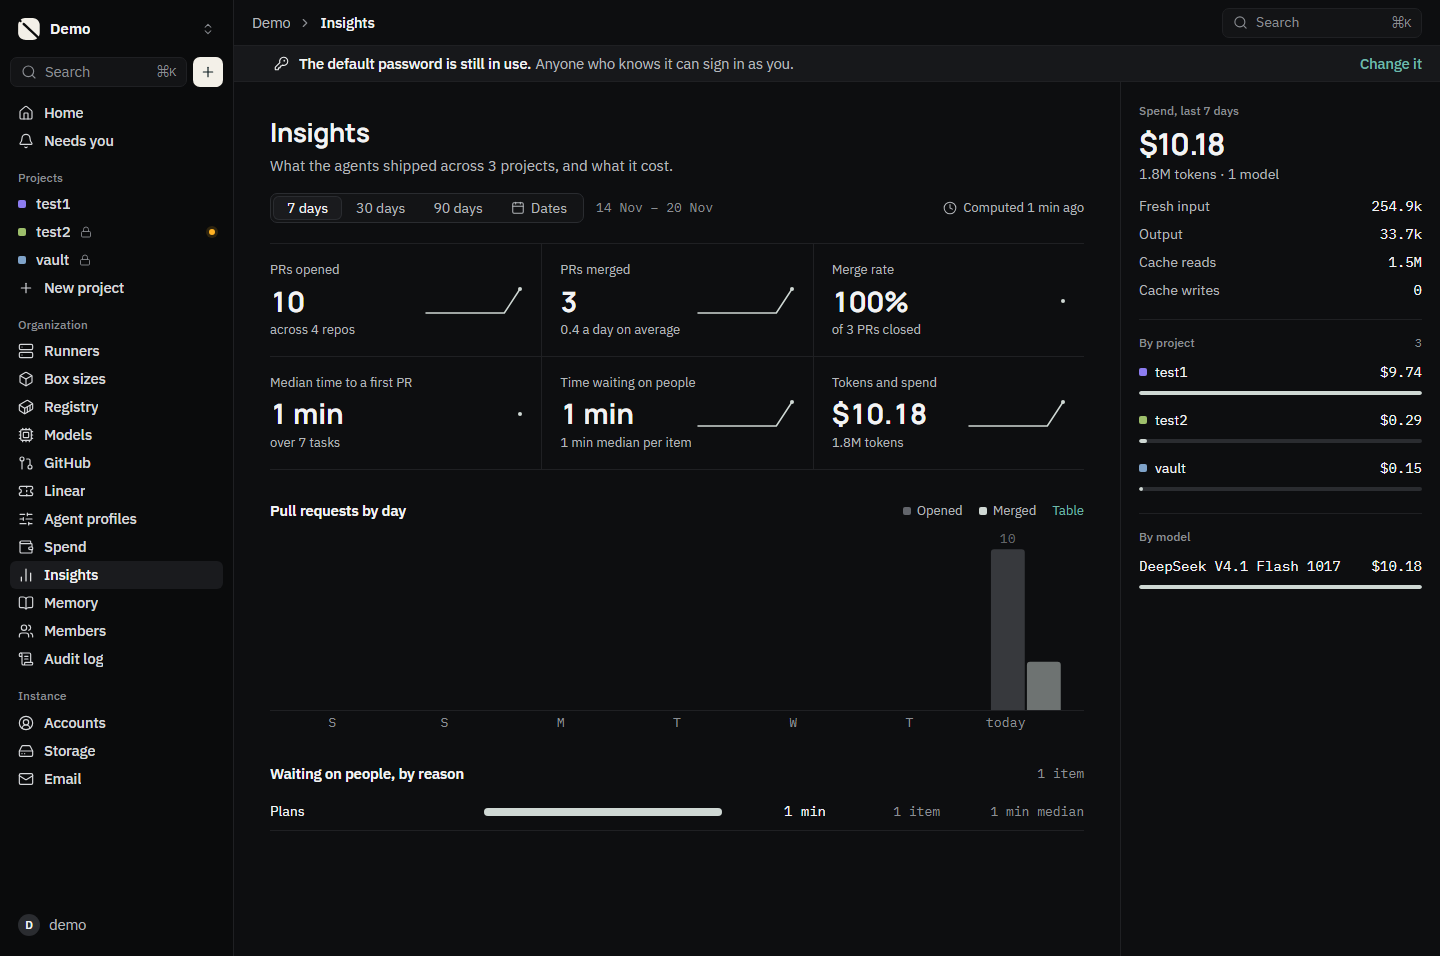 Demo
Search ⌘K
Home
Needs you
Projects
test1
test2
vault
New project
Organization
Runners
Box sizes
Registry
Models
GitHub
Linear
Agent profiles
Spend
Insights
Memory
Members
Audit log
Instance
Accounts
Storage
Email
D demo
Demo > Insights
Search ⌘K
The default password is still in use. Anyone who knows it can sign in as you. Change it
Insights
What the agents shipped across 3 projects, and what it cost.
7 days 30 days 90 days Dates 14 Nov – 20 Nov Computed 1 min ago
PRs opened
10
across 4 repos
PRs merged
3
0.4 a day on average
Merge rate
100%
of 3 PRs closed
Median time to a first PR
1 min
over 7 tasks
Time waiting on people
1 min
1 min median per item
Tokens and spend
$10.18
1.8M tokens
Pull requests by day Opened Merged Table
10
S S M T W T today
Waiting on people, by reason 1 item
Plans 1 min 1 item 1 min median
Spend, last 7 days
$10.18
1.8M tokens · 1 model
Fresh input 254.9k
Output 33.7k
Cache reads 1.5M
Cache writes 0
By project 3
test1 $9.74
test2 $0.29
vault $0.15
By model
DeepSeek V4.1 Flash 1017 $10.18